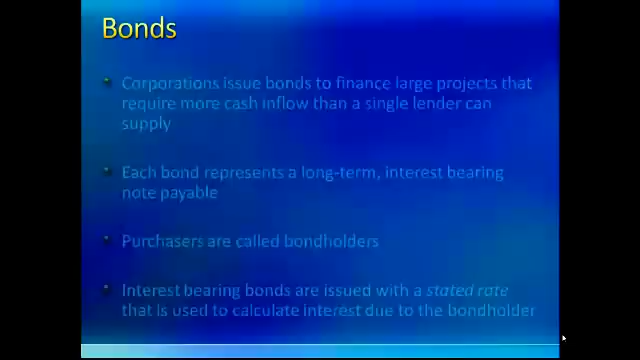 Bonds
Corporations issue bonds to finance large projects that
require more cash inflow than a single lender can
supply
Each bond represents a long-term, interest bearing
note payable
Purchasers are called bondholders
Interest bearing bonds are issued with a stated rate
that is used to calculate interest due to the bondholder